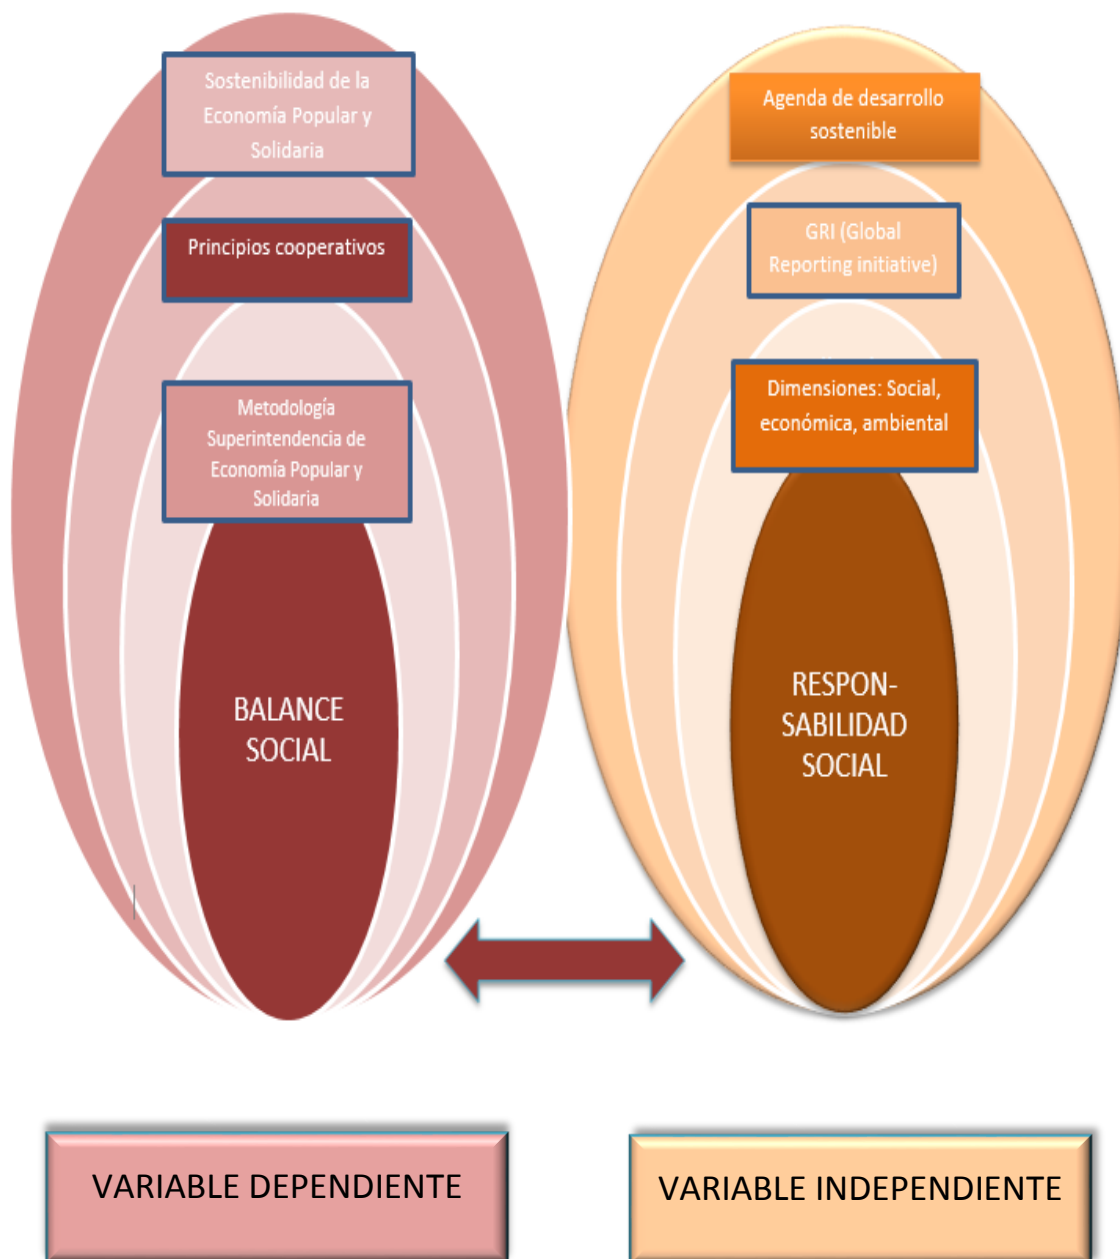 Sostenibilidad de la
Economía Popular y
Solidaria
Principios cooperativos
Metodología
Superintendencia de
Economía Popular y
Solidaria
BALANCE
SOCIAL
Agenda de desarrollo
sostenible
GRI (Global
Reporting initiative)
Dimensiones: Social,
económica, ambiental
RESPON-
SABILIDAD
SOCIAL
VARIABLE DEPENDIENTE
VARIABLE INDEPENDIENTE